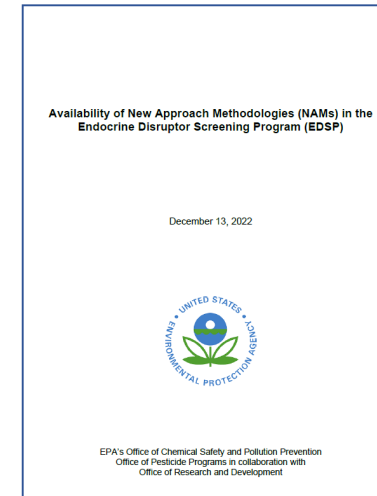 Availability of New Approach Methodologies (NAMs) in the
Endocrine Disruptor Screening Program (EDSP)
December 13, 2022
UNITED STATES
ENVIRONMENTAL PROTECTION AGENCY
EPA's Office of Chemical Safety and Pollution Prevention
Office of Pesticide Programs in collaboration with
Office of Research and Development